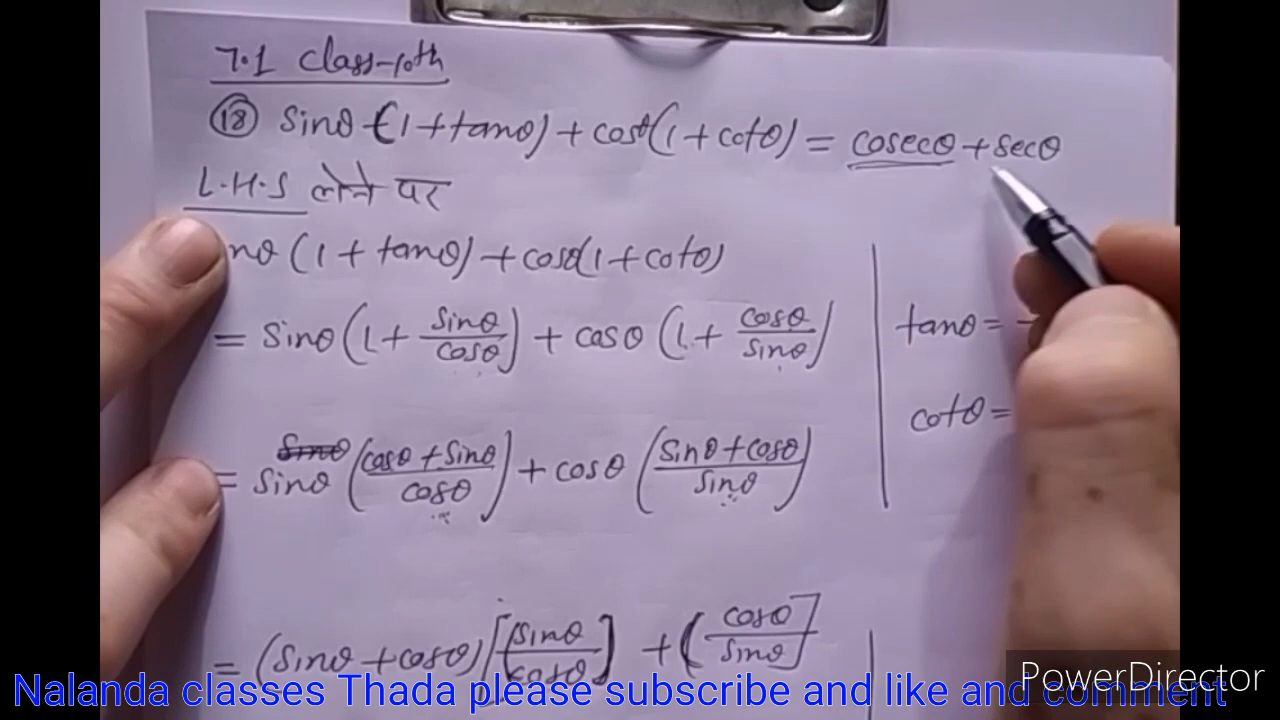 7.1 Class-10th
(18) sinθ (1+tanθ) + cosθ(1+cotθ) = cosecθ + secθ
L.H.S लेने पर
nθ (1+tanθ) + cosθ(1+cotθ)
= sinθ (1 + sinθ/cosθ) + cosθ (1 + cosθ/sinθ)
tanθ =
cotθ =
= sinθ (cosθ + sinθ / cosθ) + cosθ (sinθ + cosθ / sinθ)
= (sinθ + cosθ) [sinθ/cosθ] + (cosθ/sinθ]
PowerDirector
Nalanda classes Thada please subscribe and like and comment